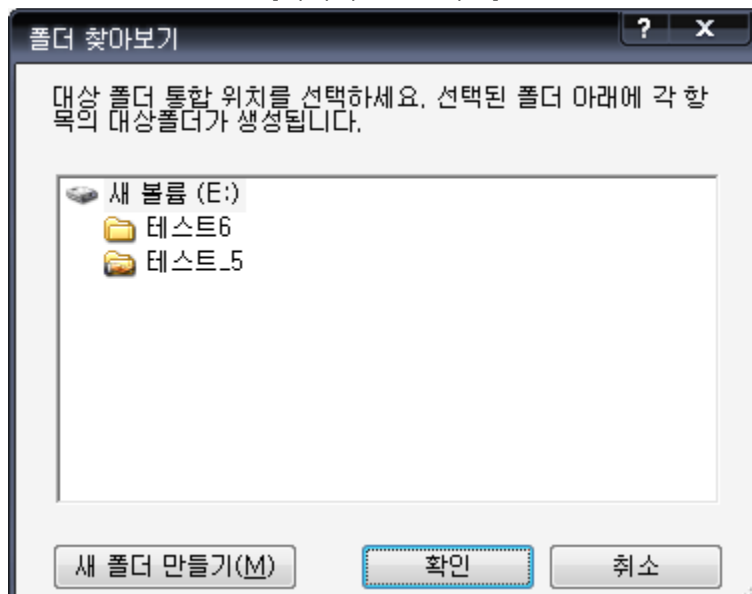 폴더 찾아보기
? x
대상 폴더 통합 위치를 선택하세요. 선택된 폴더 아래에 각 항
목의 대상폴더가 생성됩니다.
새 볼륨 (E:)
테스트6
테스트_5
새 폴더 만들기(M)
확인
취소